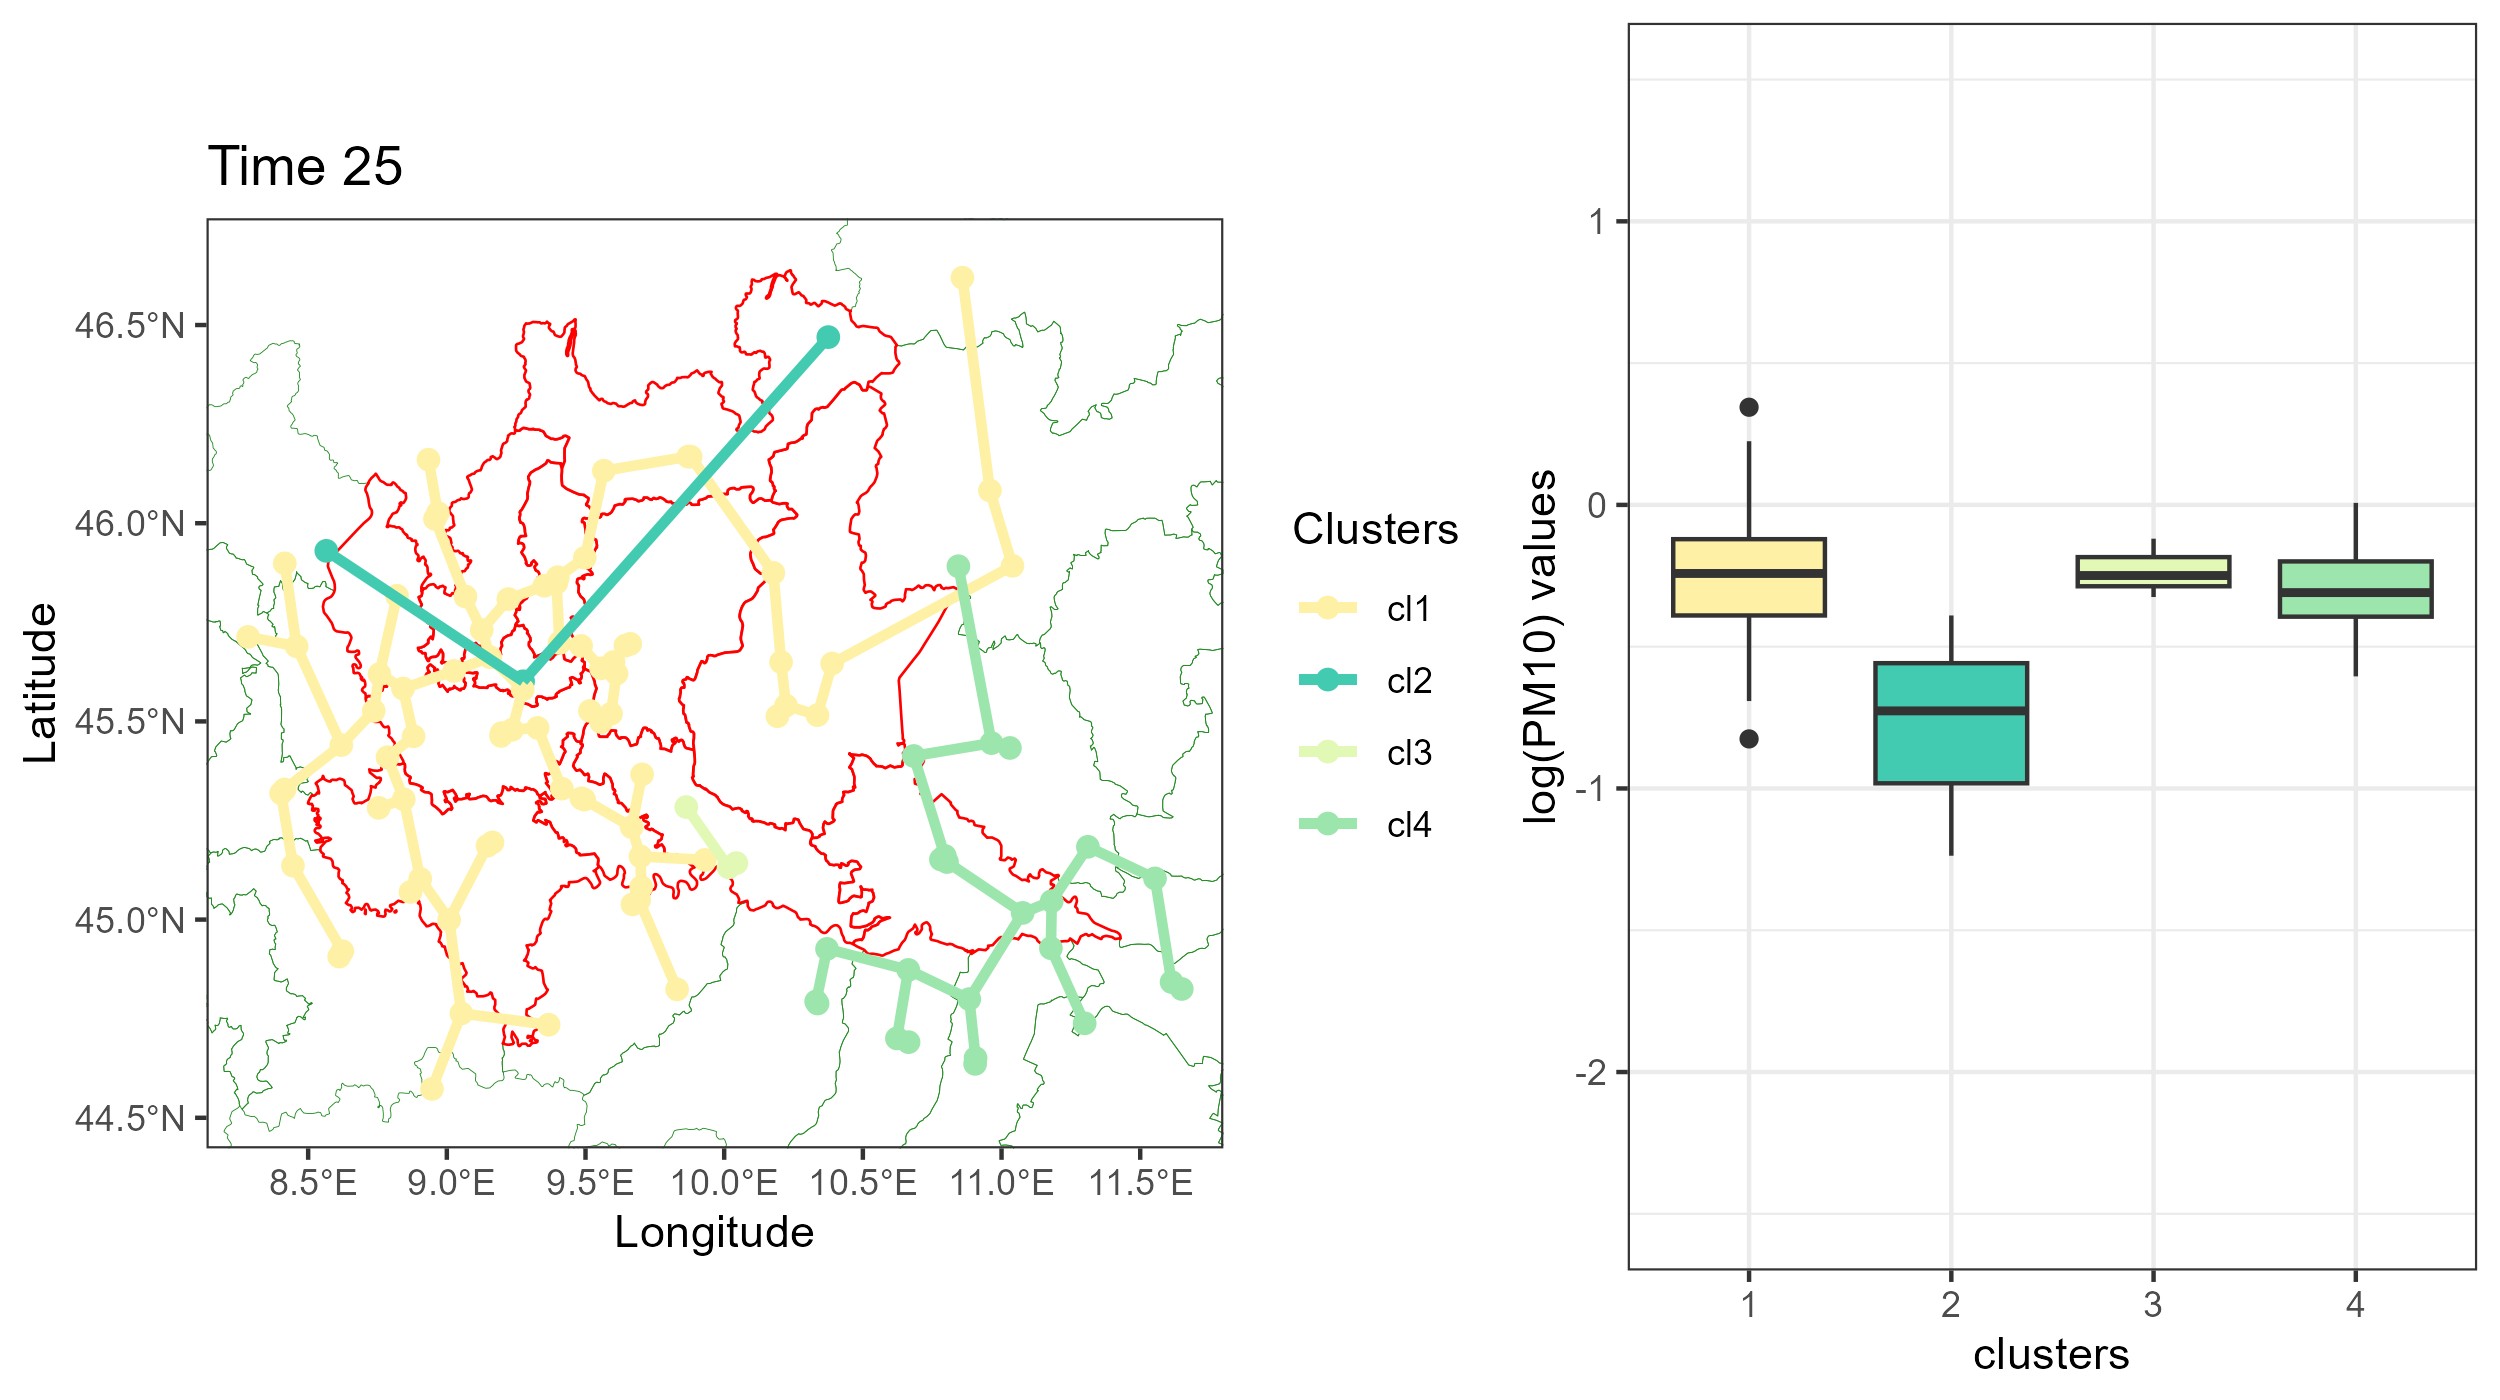 Time 25
Latitude
46.5°N
46.0°N
45.5°N
45.0°N
44.5°N
8.5°E 9.0°E 9.5°E 10.0°E 10.5°E 11.0°E 11.5°E
Longitude
Clusters
cl1
cl2
cl3
cl4
log(PM10) values
1
0
-1
-2
1 2 3 4
clusters